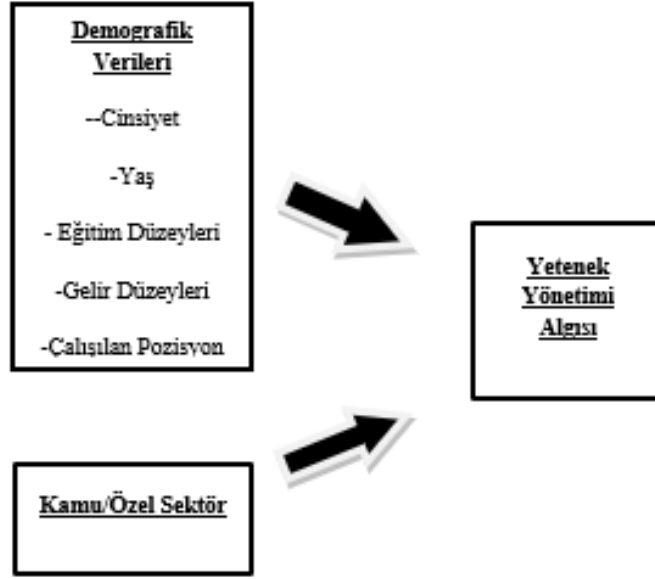 Demografik
Verileri
--Cinsiyet
-Yaş
- Eğitim Düzeyleri
-Gelir Düzeyleri
-Çalışılan Pozisyon
Yetenek
Yönetimi
Algısı
Kamu/Özel Sektör